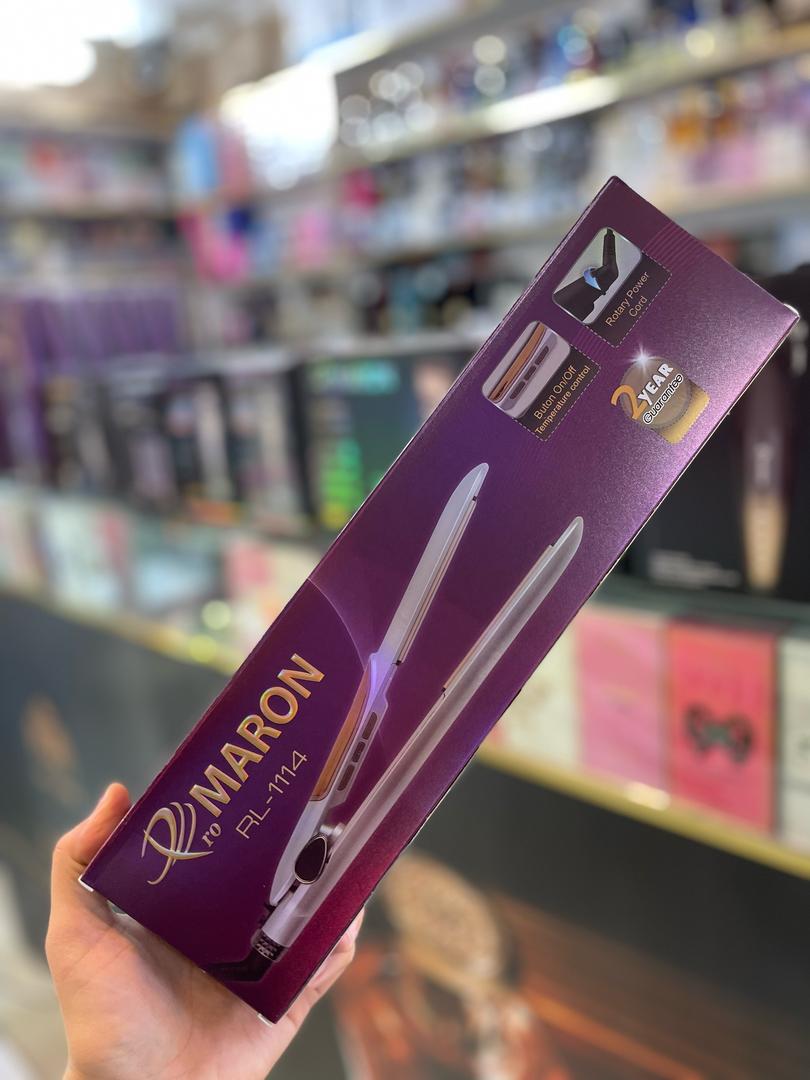 Rotary Power
Cord
Buton On/Off
Temperature control
2 YEAR
Guarantee
Pro MARON
RL-1114